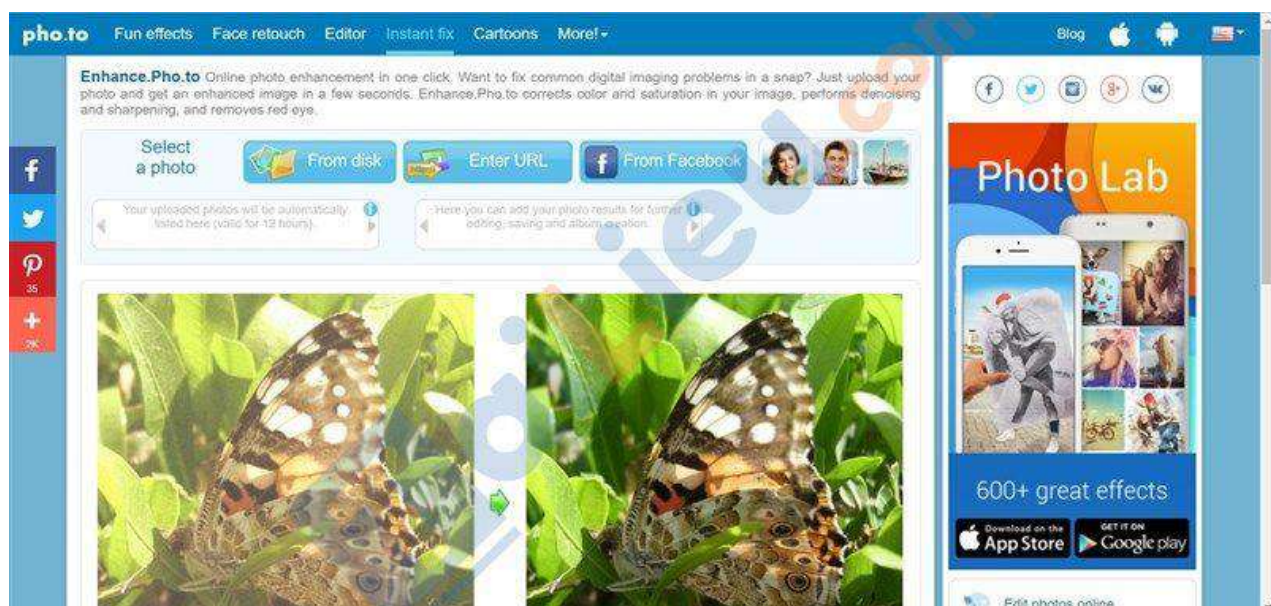 pho.to Fun effects Face retouch Editor Instant fix Cartoons More! Blog
Enhance.Pho.to Online photo enhancement in one click. Want to fix common digital imaging problems in a snap? Just upload your
photo and get an enhanced image in a few seconds. Enhance.Pho.to corrects color and saturation in your image, performs denoising
and sharpening, and removes red eye.
Select
a photo
From disk
Enter URL
From Facebook
Your uploaded photos will be automatically
listed here (valid for 12 hours).
Here you can add your photo results for further
editing, saving and album creation.
35
2K
Photo Lab
600+ great effects
Download on the
App Store
GET IT ON
Google play
Edit photos online